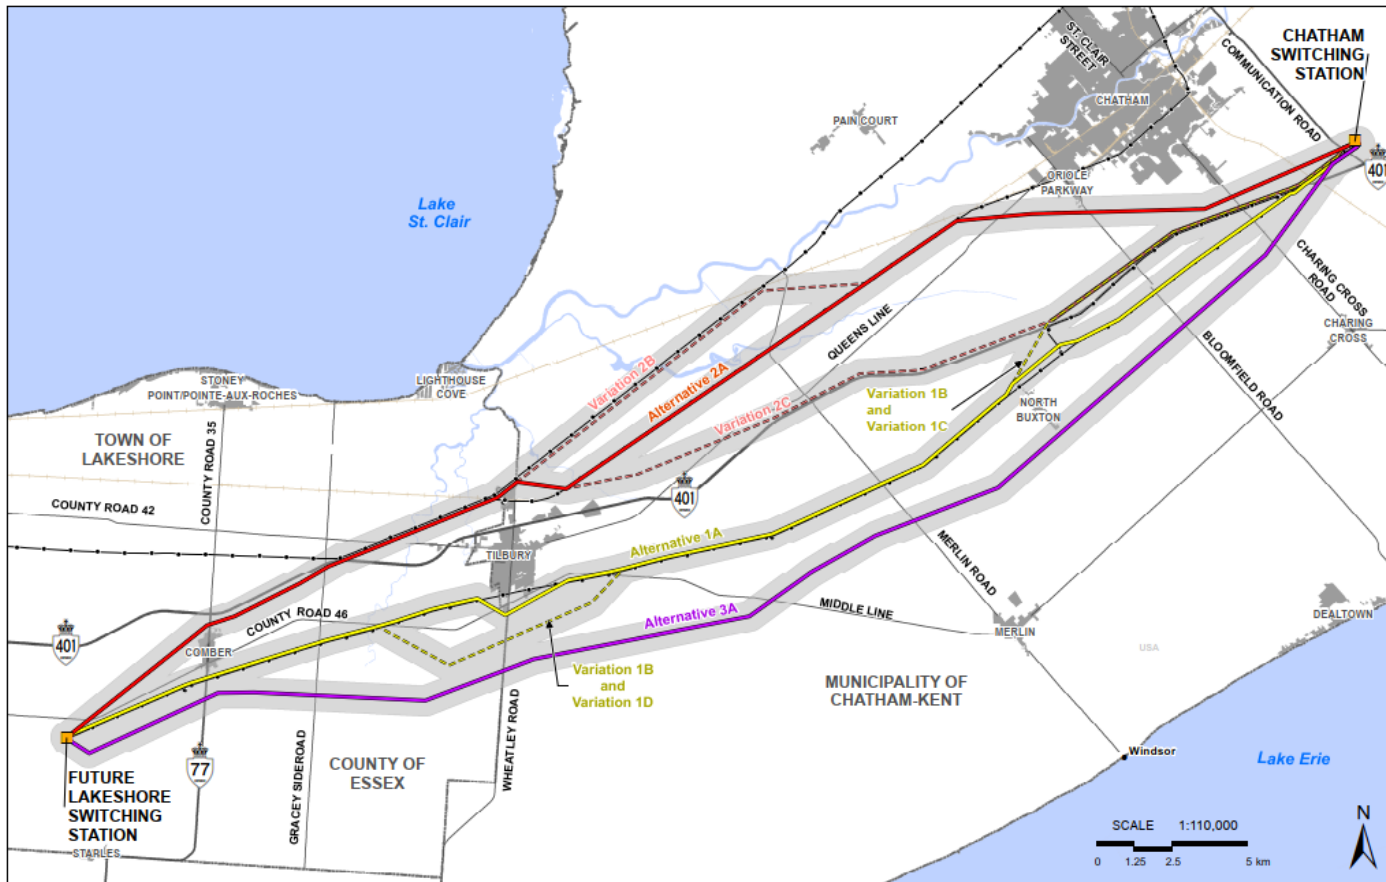 CHATHAM
SWITCHING
STATION
ST. CLAIR
STREET
COMMUNICATION ROAD
CHATHAM
PAIN COURT
401
ORIOLE
PARKWAY
Lake
St. Clair
CHARING CROSS
ROAD
CHARING
CROSS
QUEENS LINE
BLOOMFIELD ROAD
LIGHTHOUSE
COVE
STONEY
POINT/POINTE-AUX-ROCHES
Variation 2B
Alternative 2A
Variation 2C
Variation 1B
and
Variation 1C
NORTH
BUXTON
TOWN OF
LAKESHORE
COUNTY ROAD 35
COUNTY ROAD 42
401
TILBURY
Alternative 1A
MERLIN ROAD
COUNTY ROAD 46
Alternative 3A
MIDDLE LINE
DEALTOWN
MERLIN
401
COMBER
USA
Variation 1B
and
Variation 1D
MUNICIPALITY OF
CHATHAM-KENT
WHEATLEY ROAD
GRACEY SIDEROAD
77
COUNTY OF
ESSEX
Windsor
Lake Erie
FUTURE
LAKESHORE
SWITCHING
STATION
STARLES
N
SCALE 1:110,000
0 1.25 2.5 5 km